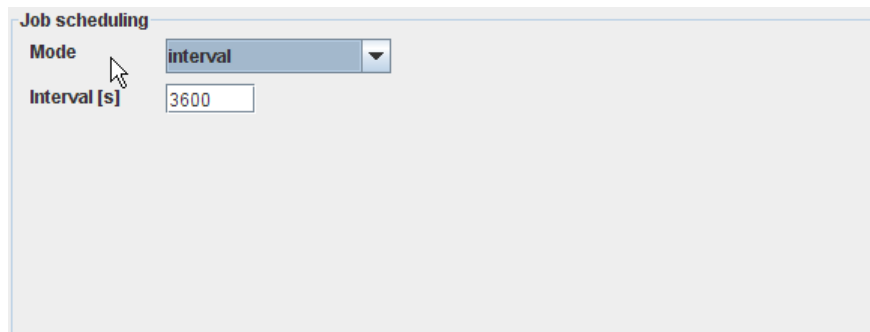 Job scheduling
Mode interval
Interval [s] 3600